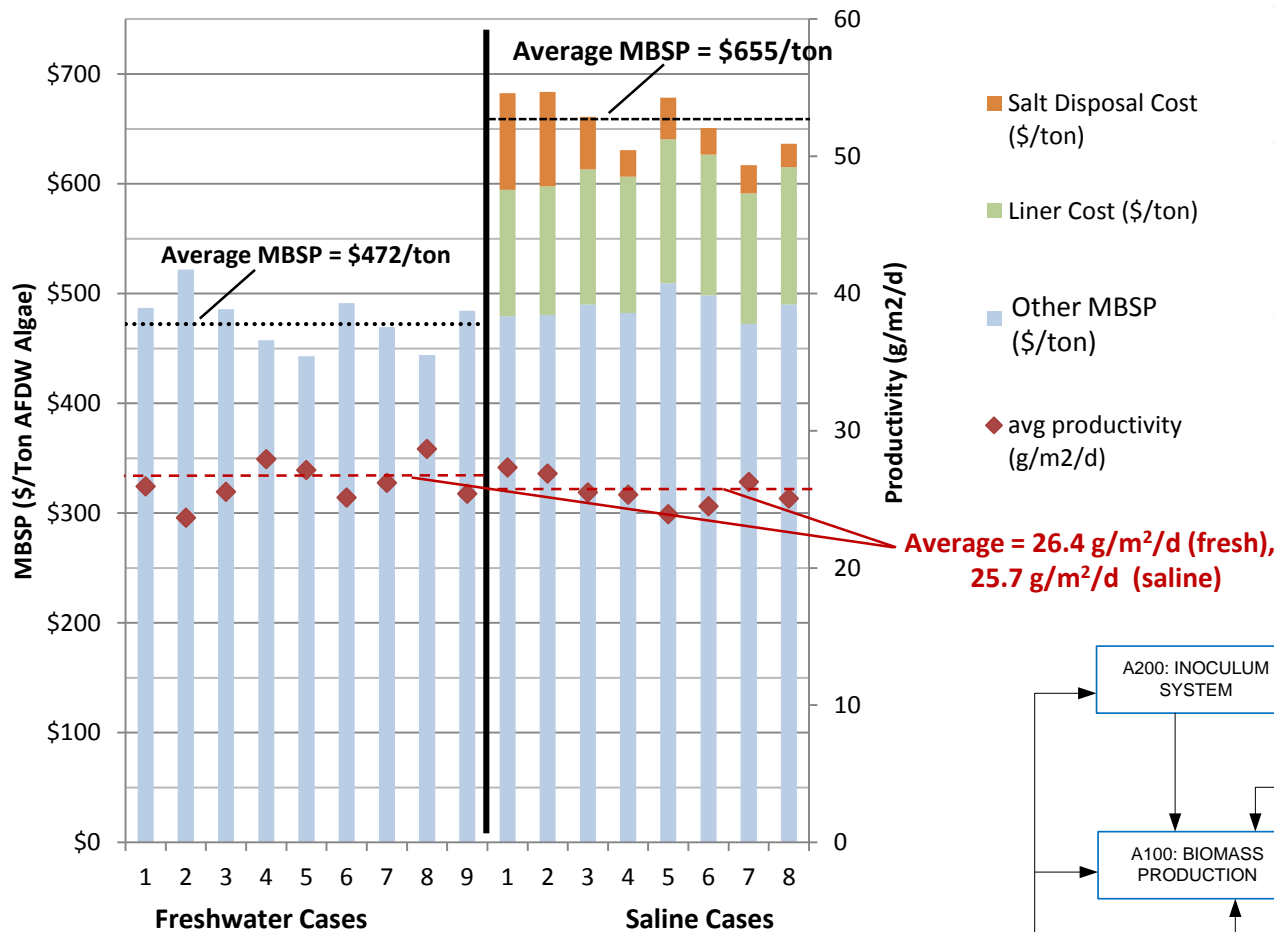 60
Average MBSP = $655/ton
$700
Salt Disposal Cost
($/ton)
50
$600
Liner Cost ($/ton)
Average MBSP = $472/ton
$500
40
Other MBSP
($/ton)
MBSP ($/Ton AFDW Algae)
Productivity (g/m2/d)
$400
30
avg productivity
(g/m2/d)
$300
Average = 26.4 g/m²/d (fresh),
25.7 g/m²/d (saline)
20
$200
A200: INOCULUM
SYSTEM
10
$100
A100: BIOMASS
PRODUCTION
$0
0
1 2 3 4 5 6 7 8 9 1 2 3 4 5 6 7 8
Freshwater Cases Saline Cases